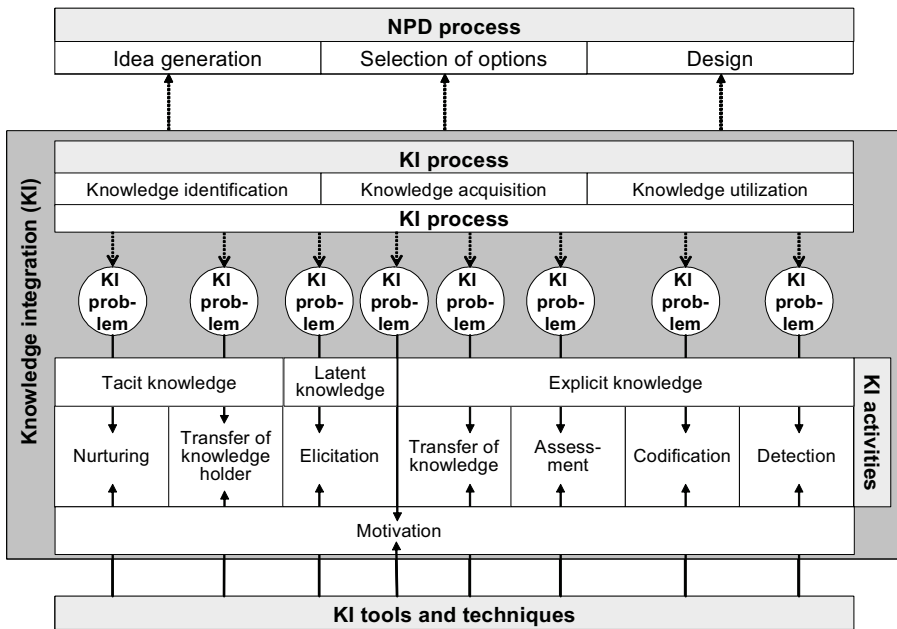 NPD process
Idea generation
Selection of options
Design
Knowledge integration (KI)
KI process
Knowledge identification
Knowledge acquisition
Knowledge utilization
KI process
KI
prob-
lem
KI
prob-
lem
KI
prob-
lem
KI
prob-
lem
KI
prob-
lem
KI
prob-
lem
KI
prob-
lem
KI
prob-
lem
Tacit knowledge
Latent
knowledge
Explicit knowledge
KI activities
Nurturing
Transfer of
knowledge
holder
Elicitation
Transfer of
knowledge
Assess-
ment
Codification
Detection
Motivation
KI tools and techniques